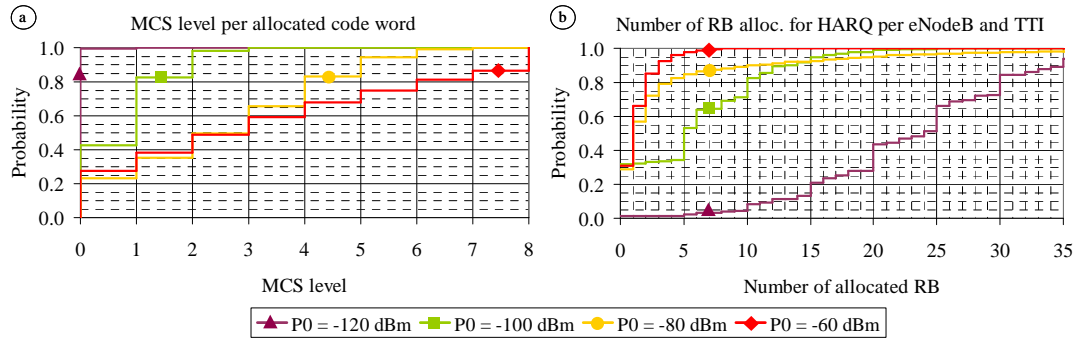 a
MCS level per allocated code word
Probability
1.0
0.8
0.6
0.4
0.2
0.0
0 1 2 3 4 5 6 7 8
MCS level
b
Number of RB alloc. for HARQ per eNodeB and TTI
Probability
1.0
0.8
0.6
0.4
0.2
0.0
0 5 10 15 20 25 30 35
Number of allocated RB
P0 = -120 dBm P0 = -100 dBm P0 = -80 dBm P0 = -60 dBm